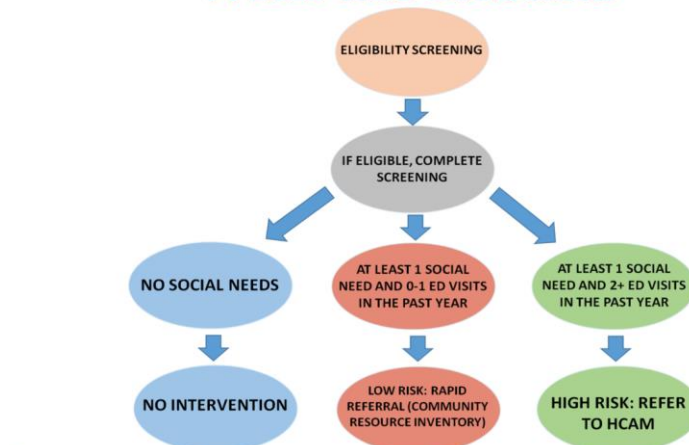 ELIGIBILITY SCREENING
IF ELIGIBLE, COMPLETE
SCREENING
NO SOCIAL NEEDS
AT LEAST 1 SOCIAL
NEED AND 0-1 ED VISITS
IN THE PAST YEAR
AT LEAST 1 SOCIAL
NEED AND 2+ ED VISITS
IN THE PAST YEAR
NO INTERVENTION
LOW RISK: RAPID
REFERRAL (COMMUNITY
RESOURCE INVENTORY)
HIGH RISK: REFER
TO HCAM